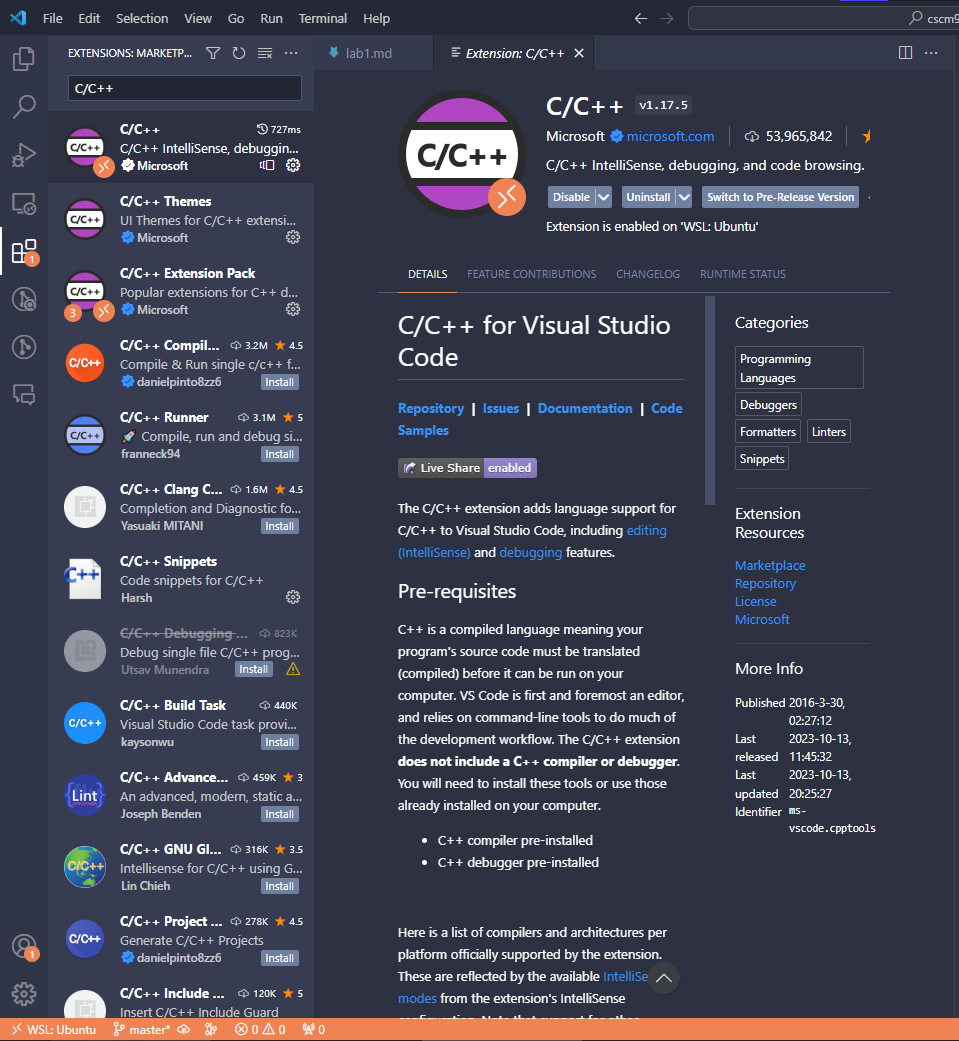 File Edit Selection View Go Run Terminal Help cscm9
EXTENSIONS: MARKETP...
C/C++
C/C++ 727ms
C/C++ IntelliSense, debuggin...
Microsoft
C/C++ Themes
UI Themes for C/C++ extensi...
Microsoft
C/C++ Extension Pack
Popular extensions for C++ d...
3 Microsoft
C/C++ Compil... 3.2M 4.5
Compile & Run single c/c++ f...
danielpinto8zz6 Install
C/C++ Runner 3.1M 5
🚀 Compile, run and debug si...
franneck94 Install
C/C++ Clang C... 1.6M 4.5
Completion and Diagnostic fo...
Yasuaki MITANI Install
C/C++ Snippets
Code snippets for C/C++
Harsh
C/C++ Debugging ... 823K
Debug single file C/C++ prog...
Utsav Munendra Install
C/C++ Build Task 440K
Visual Studio Code task provi...
kaysonwu Install
C/C++ Advance... 459K 3
An advanced, modern, static a...
Joseph Benden Install
C/C++ GNU Gl... 316K 3.5
Intellisense for C/C++ using G...
Lin Chieh Install
C/C++ Project ... 278K 4.5
Generate C/C++ Projects
danielpinto8zz6 Install
C/C++ Include ... 120K 5
Insert C/C++ Include Guard
C/C++
C/C++
C/C++
C/C++
C/C++
C++
C/C++
Lint
C/C++
C/C++
1
1
lab1.md Extension: C/C++
C/C++
C/C++ v1.17.5
Microsoft microsoft.com 53,965,842
C/C++ IntelliSense, debugging, and code browsing.
Disable Uninstall Switch to Pre-Release Version
Extension is enabled on 'WSL: Ubuntu'
DETAILS FEATURE CONTRIBUTIONS CHANGELOG RUNTIME STATUS
C/C++ for Visual Studio
Code
Repository | Issues | Documentation | Code
Samples
Live Share enabled
The C/C++ extension adds language support for
C/C++ to Visual Studio Code, including editing
(IntelliSense) and debugging features.
Pre-requisites
C++ is a compiled language meaning your
program's source code must be translated
(compiled) before it can be run on your
computer. VS Code is first and foremost an editor,
and relies on command-line tools to do much of
the development workflow. The C/C++ extension
does not include a C++ compiler or debugger.
You will need to install these tools or use those
already installed on your computer.
• C++ compiler pre-installed
• C++ debugger pre-installed
Here is a list of compilers and architectures per
platform officially supported by the extension.
These are reflected by the available IntelliSe
modes from the extension's IntelliSense
configuration. Note that support for other
Categories
Programming
Languages
Debuggers
Formatters Linters
Snippets
Extension
Resources
Marketplace
Repository
License
Microsoft
More Info
Published 2016-3-30,
02:27:12
Last 2023-10-13,
released 11:45:32
Last 2023-10-13,
updated 20:25:27
Identifier ms-
vscode.cpptools
WSL: Ubuntu master* 0 0 0